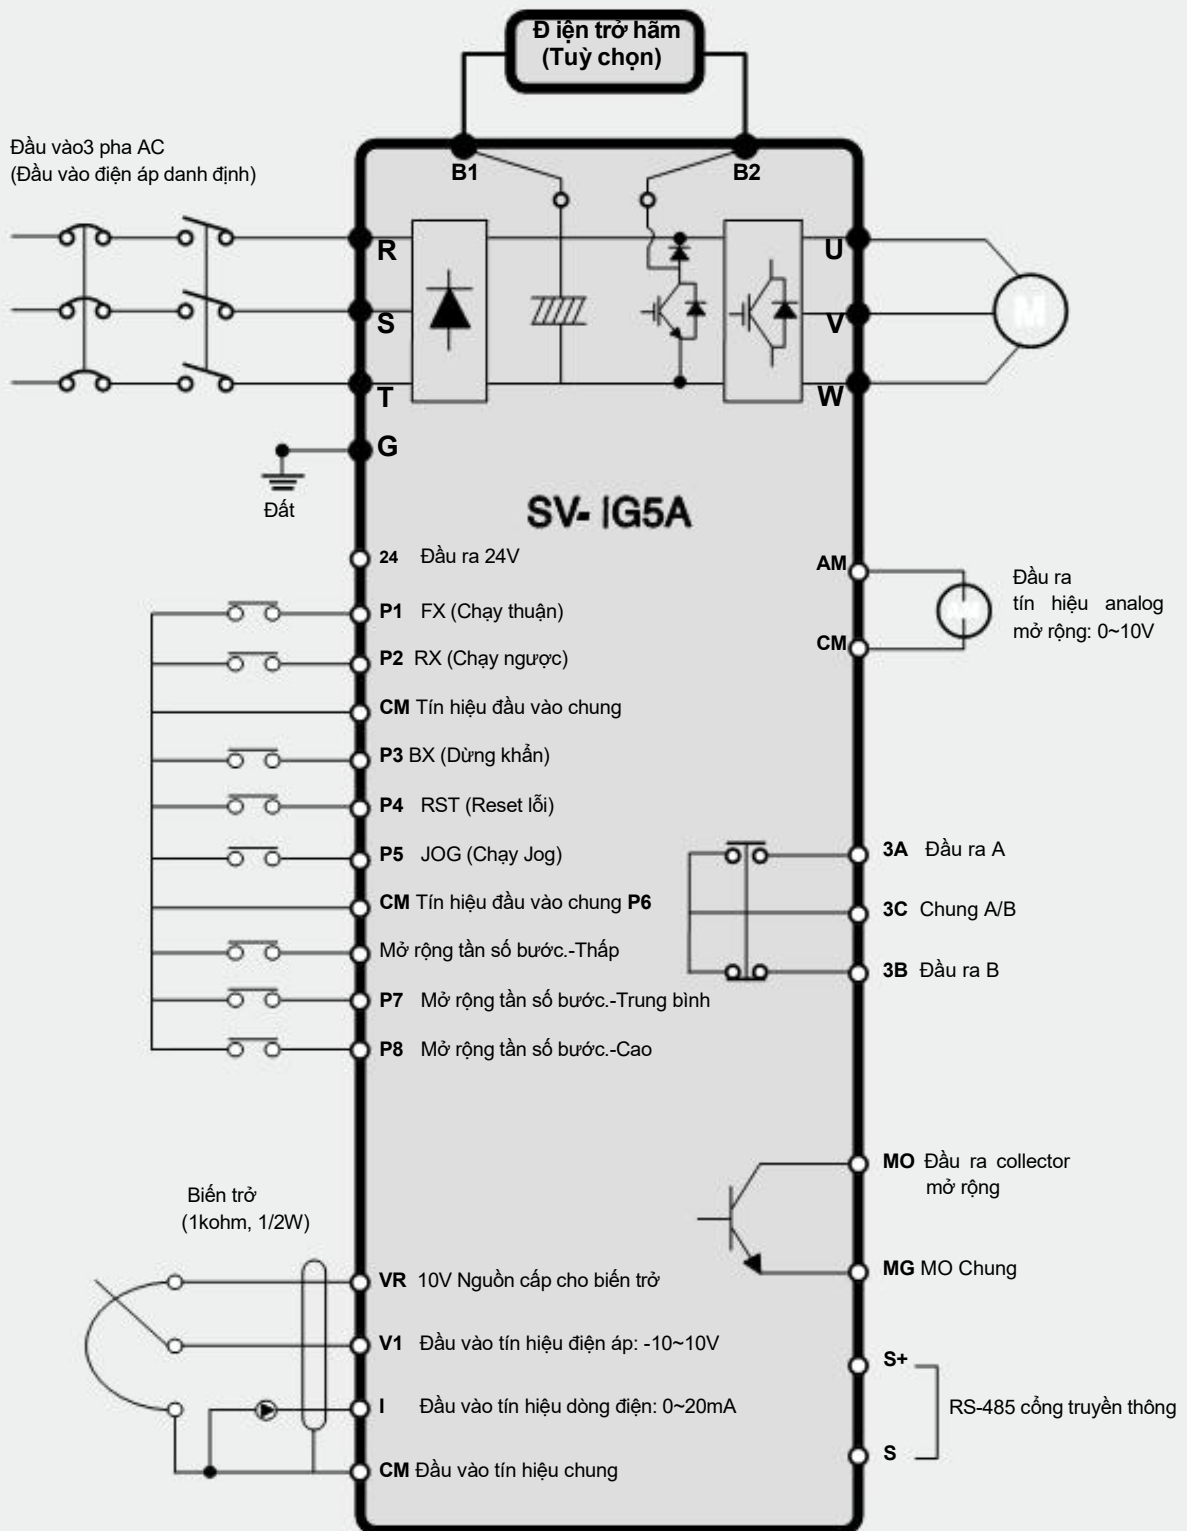 Đ iện trở hãm
(Tuỳ chọn)
Đầu vào3 pha AC
(Đầu vào điện áp danh định)
B1
B2
R
U
S
V
M
T
W
G
Đất
SV- IG5A
24 Đầu ra 24V
AM
Đầu ra
tín hiệu analog
mở rộng: 0~10V
CM
P1 FX (Chạy thuận)
P2 RX (Chạy ngược)
CM Tín hiệu đầu vào chung
P3 BX (Dừng khẩn)
P4 RST (Reset lỗi)
P5 JOG (Chạy Jog)
CM Tín hiệu đầu vào chung P6
Mở rộng tần số bước.-Thấp
P7 Mở rộng tần số bước.-Trung bình
P8 Mở rộng tần số bước.-Cao
3A Đầu ra A
3C Chung A/B
3B Đầu ra B
MO Đầu ra collector
mở rộng
MG MO Chung
Biến trở
(1kohm, 1/2W)
VR 10V Nguồn cấp cho biến trở
V1 Đầu vào tín hiệu điện áp: -10~10V
I Đầu vào tín hiệu dòng điện: 0~20mA
CM Đầu vào tín hiệu chung
S+
RS-485 cổng truyền thông
S